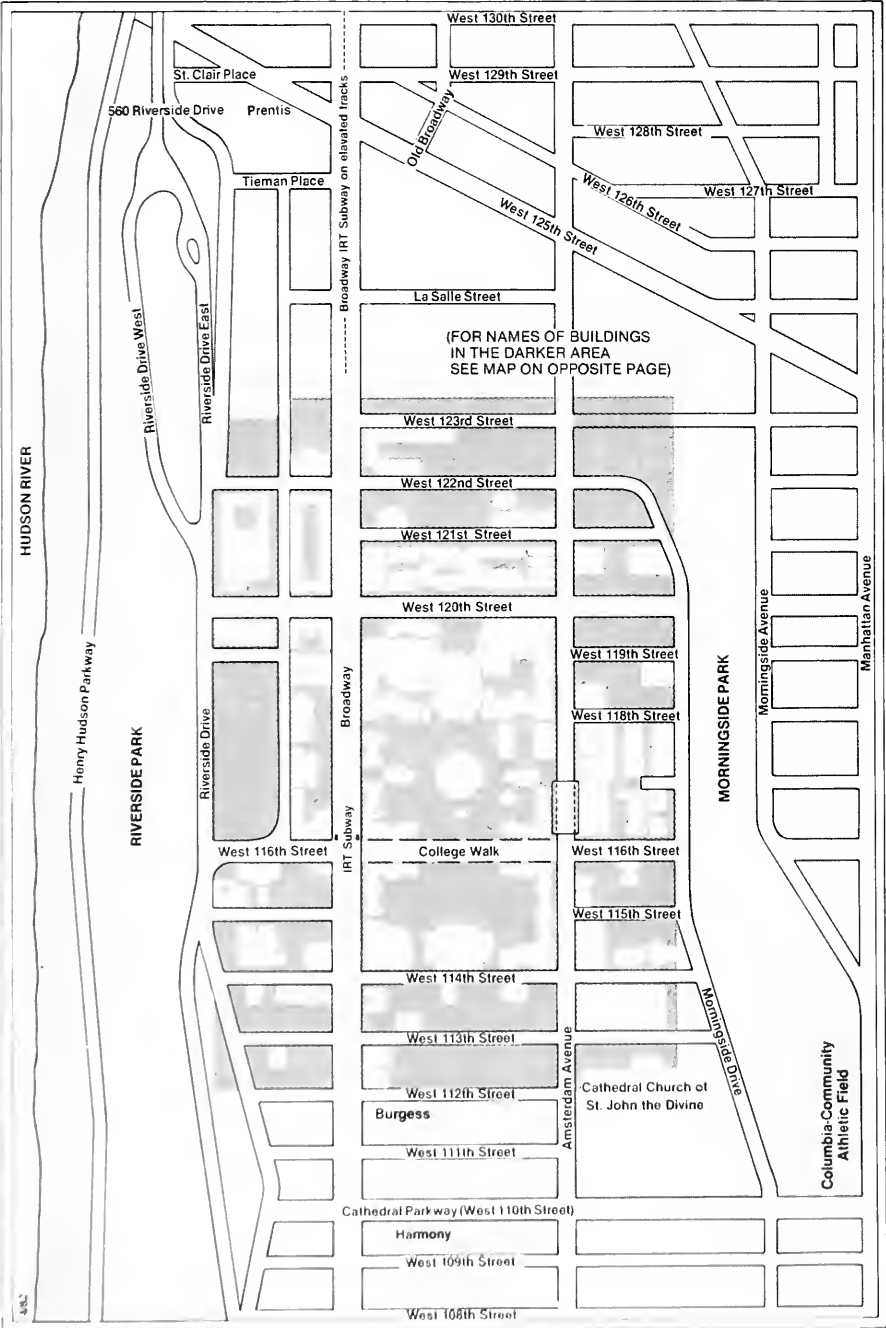 West 130th Street
St. Clair Place
West 129th Street
560 Riverside Drive
Prentis
Old Broadway
West 128th Street
Tieman Place
West 127th Street
West 126th Street
West 125th Street
Broadway IRT Subway on elavated tracks
La Salle Street
Riverside Drive West
Riverside Drive East
(FOR NAMES OF BUILDINGS
IN THE DARKER AREA
SEE MAP ON OPPOSITE PAGE)
West 123rd Street
West 122nd Street
West 121st Street
West 120th Street
HUDSON RIVER
Henry Hudson Parkway
RIVERSIDE PARK
Riverside Drive
Broadway
IRT Subway
West 119th Street
West 118th Street
MORNINGSIDE PARK
Morningside Avenue
Manhattan Avenue
West 116th Street
College Walk
West 116th Street
West 115th Street
West 114th Street
West 113th Street
West 112th Street
Burgess
Amsterdam Avenue
Cathedral Church of
St. John the Divine
Morningside Drive
Columbia-Community
Athletic Field
West 111th Street
Cathedral Parkway (West 110th Street)
Harmony
West 109th Street
West 108th Street